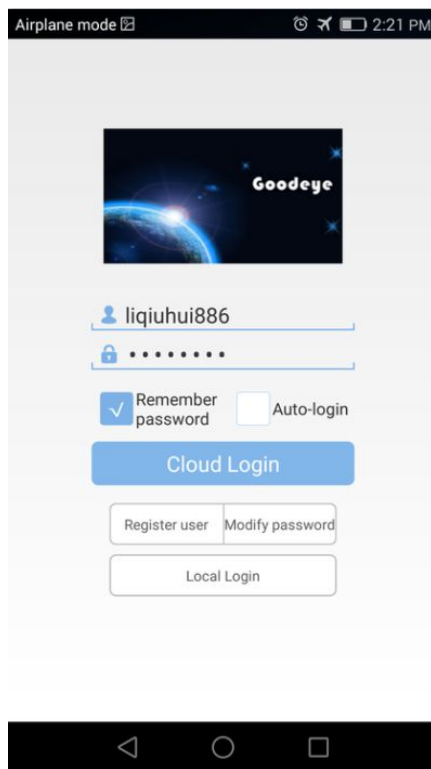 Airplane mode 2:21 PM
Goodeye
liqiuhui886
••••••••
Remember
password
Auto-login
Cloud Login
Register user Modify password
Local Login